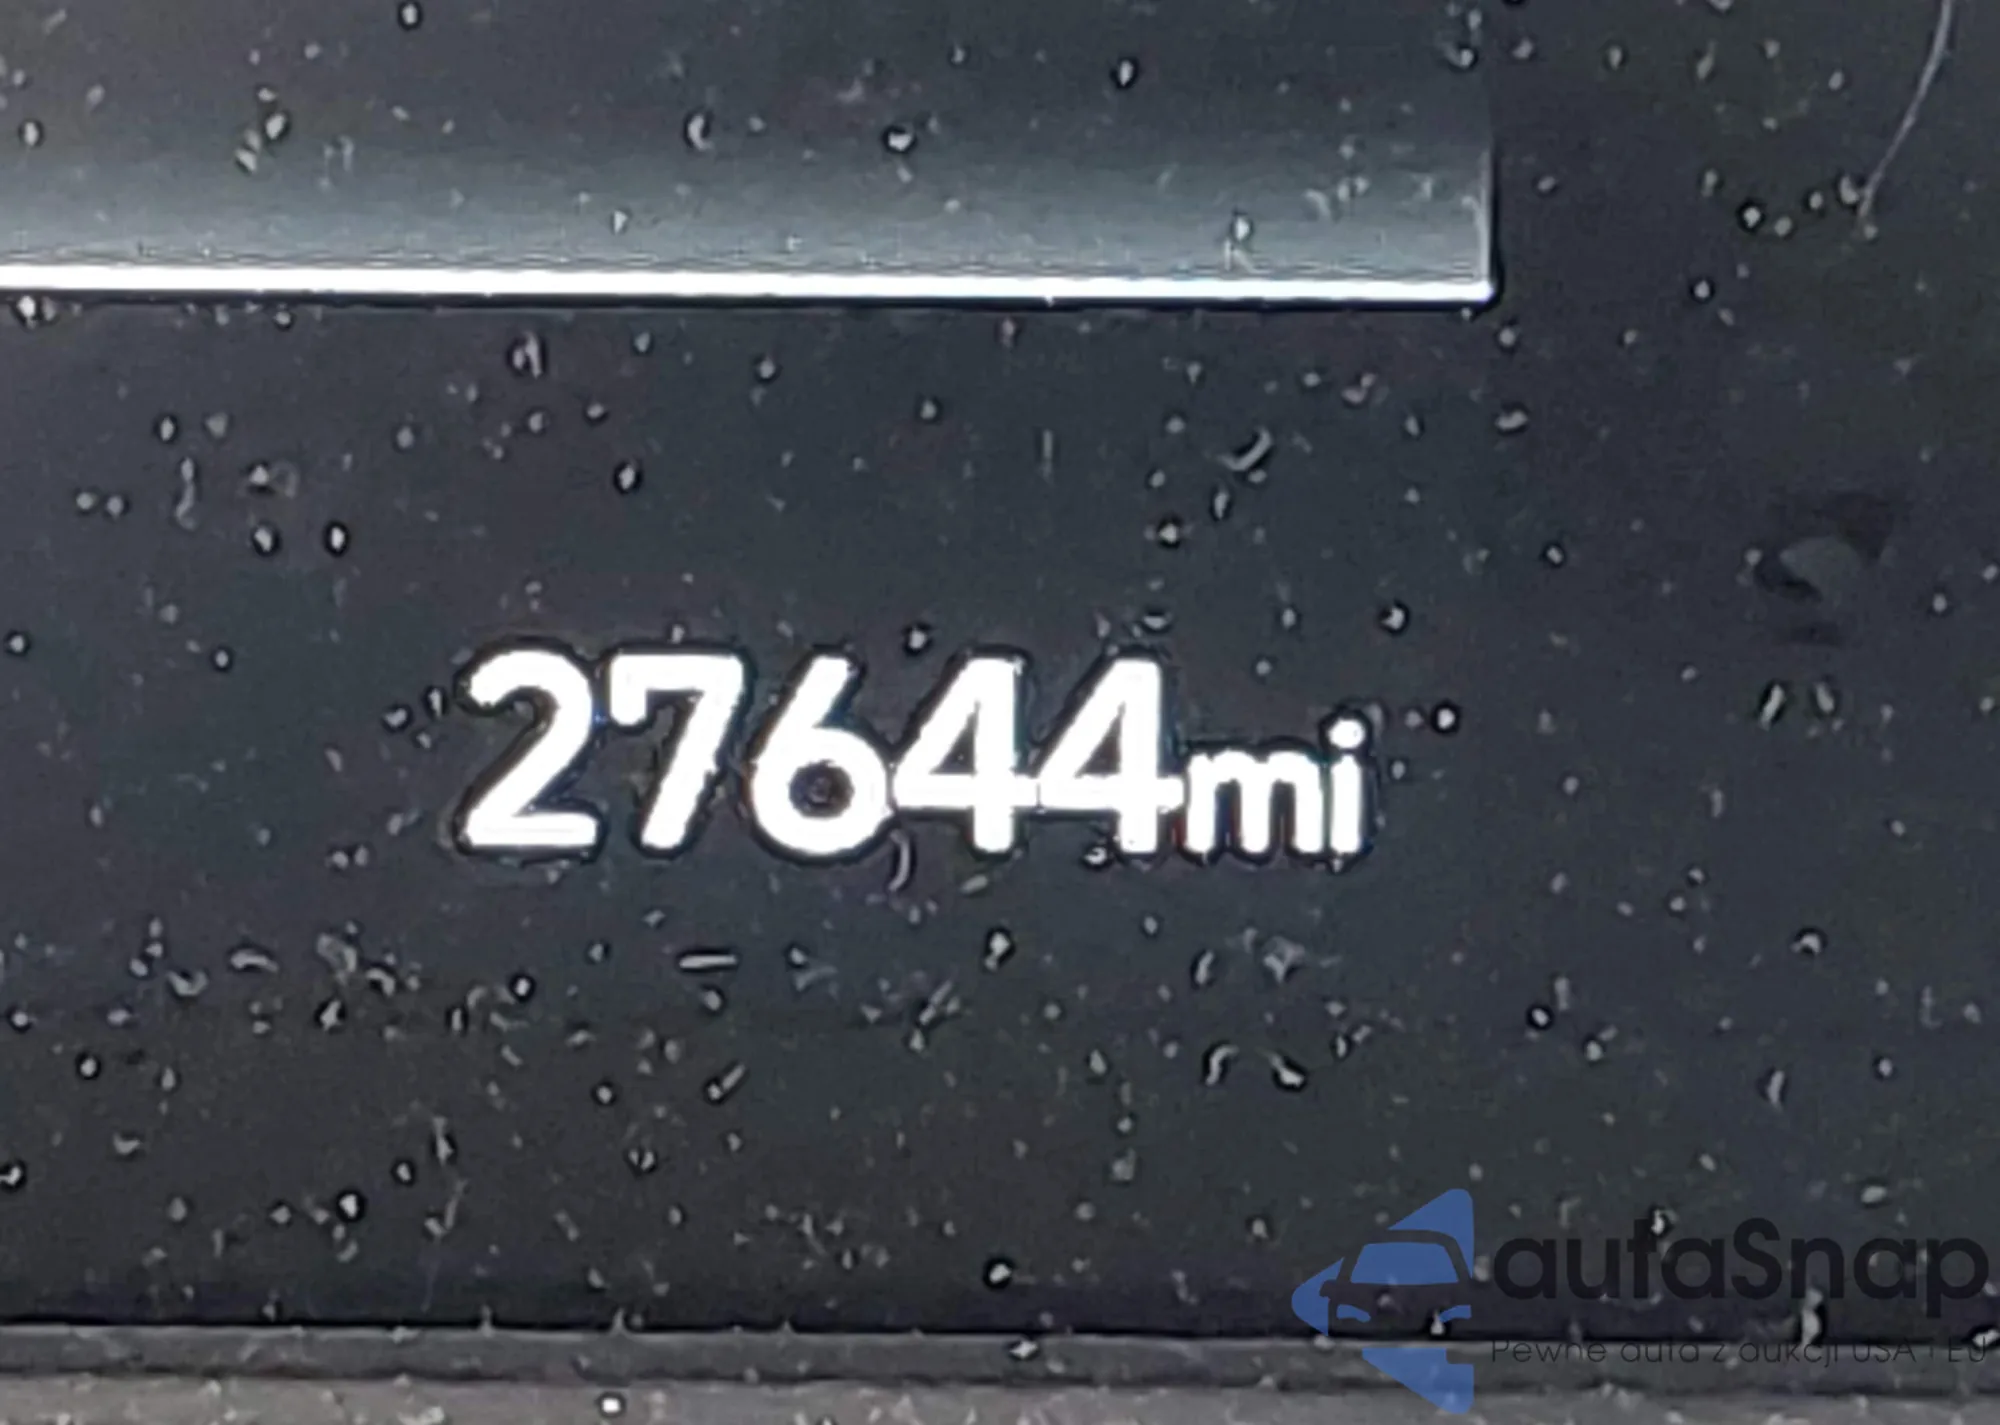 27644mi
autaSnap
Pewne auta z aukcji USA i EU